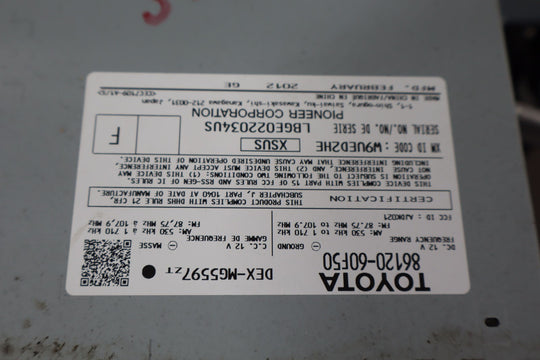 TOYOTA
86120-60F50
DEX-MG5597ZT
DC. 12 V
GROUND
C.C. 12 V
MASSE
FREQUENCY RANGE
GAMME DE FREQUENCE
AM: 530 kHz to 1 710 kHz
AM: 530 kHz à 1 710 kHz
FM: 87.75 MHz to 107.9 MHz
FM: 87,75 MHz à 107,9 MHz
FCC ID : AJDK021
CERTIFICATION
THIS PRODUCT COMPLIES WITH DHHS RULE 21 CFR,
SUBCHAPTER J PART 1040 AT DATE OF MANUFACTURE.
THIS DEVICE COMPLIES WITH PART 15 OF FCC RULES AND RSS-GEN OF IC RULES.
OPERATION IS SUBJECT TO THE FOLLOWING TWO CONDITIONS: (1) THIS DEVICE MAY
NOT CAUSE INTERFERENCE, AND (2) THIS DEVICE MUST ACCEPT ANY INTERFERENCE,
INCLUDING INTERFERENCE THAT MAY CAUSE UNDESIRED OPERATION OF THIS DEVICE.
XM ID CODE : W9U6D2HE
XSUS
F
SERIAL NO./NO. DE SERIE LBGE022034US
PIONEER CORPORATION
1-1, Shin-ogura, Saiwai-ku, Kawasaki-shi, Kanagawa 212-0031, Japan
MADE IN CHINA/FABRIQUE EN CHINE
MFD. FEBRUARY 2012 GE